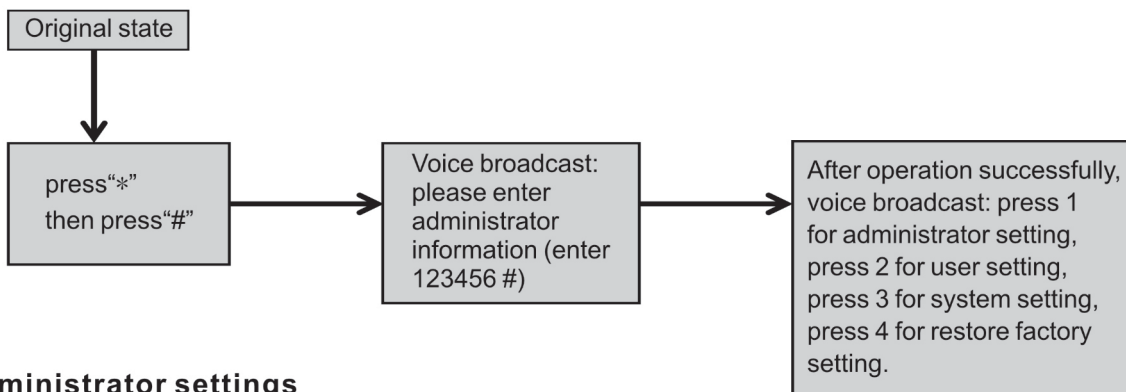 Original state
press“*”
then press“#”
Voice broadcast:
please enter
administrator
information (enter
123456 #)
After operation successfully,
voice broadcast: press 1
for administrator setting,
press 2 for user setting,
press 3 for system setting,
press 4 for restore factory
setting.
ministrator settings